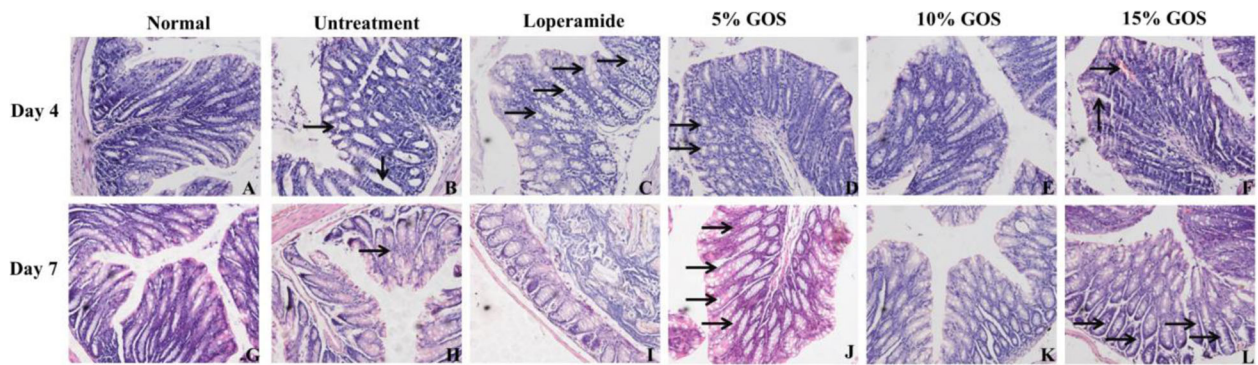 Normal Untreatment Loperamide 5% GOS 10% GOS 15% GOS
Day 4
A B C D E F
Day 7
G H I J K L